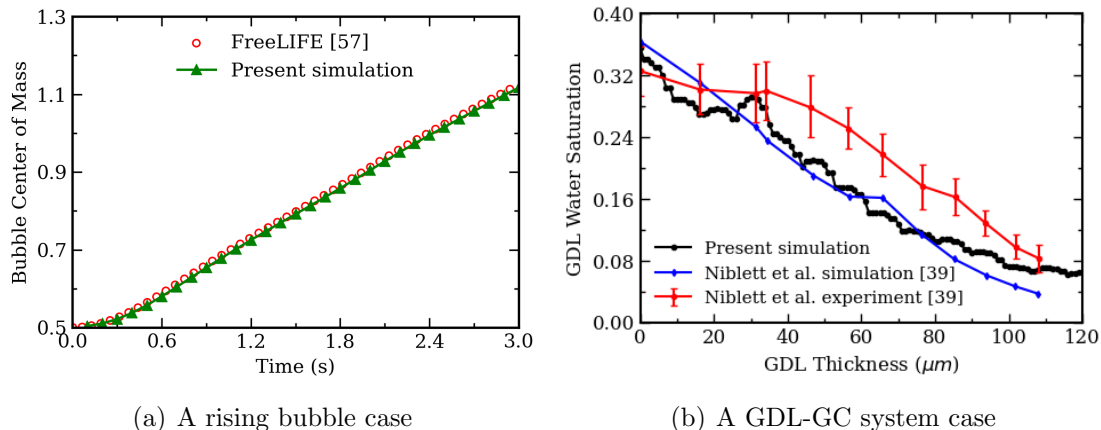 1.3
1.1
0.9
0.7
0.5
Bubble Center of Mass
FreeLIFE [57]
Present simulation
0.0 0.6 1.2 1.8 2.4 3.0
Time (s)
(a) A rising bubble case
0.40
0.32
0.24
0.16
0.08
0.00
GDL Water Saturation
Present simulation
Niblett et al. simulation [39]
Niblett et al. experiment [39]
0 20 40 60 80 100 120
GDL Thickness (μm)
(b) A GDL-GC system case